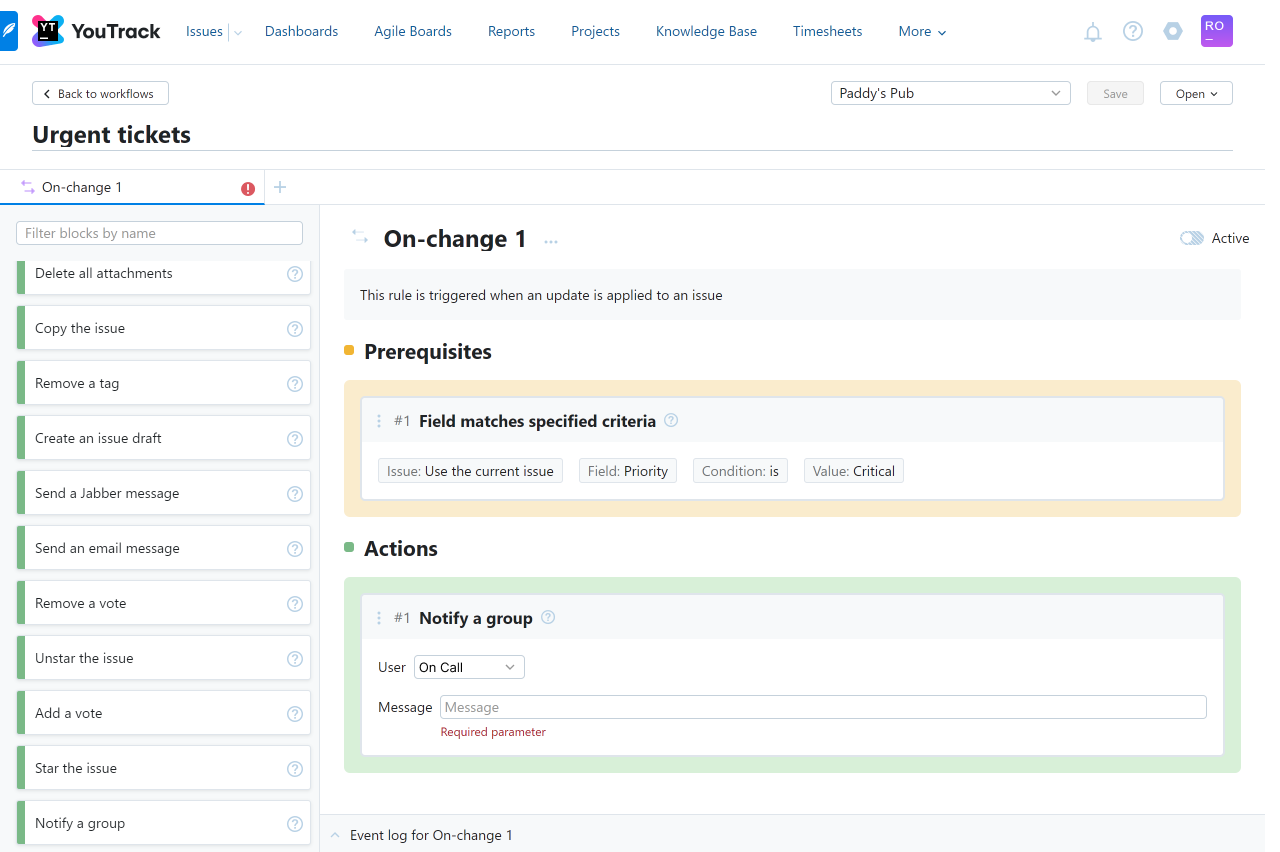 YT YouTrack Issues Dashboards Agile Boards Reports Projects Knowledge Base Timesheets More RO
Back to workflows Paddy's Pub Save Open
Urgent tickets
On-change 1
Filter blocks by name
Delete all attachments
Copy the issue
Remove a tag
Create an issue draft
Send a Jabber message
Send an email message
Remove a vote
Unstar the issue
Add a vote
Star the issue
Notify a group
On-change 1 ... Active
This rule is triggered when an update is applied to an issue
Prerequisites
#1 Field matches specified criteria
Issue: Use the current issue Field: Priority Condition: is Value: Critical
Actions
#1 Notify a group
User On Call
Message Message
Required parameter
Event log for On-change 1